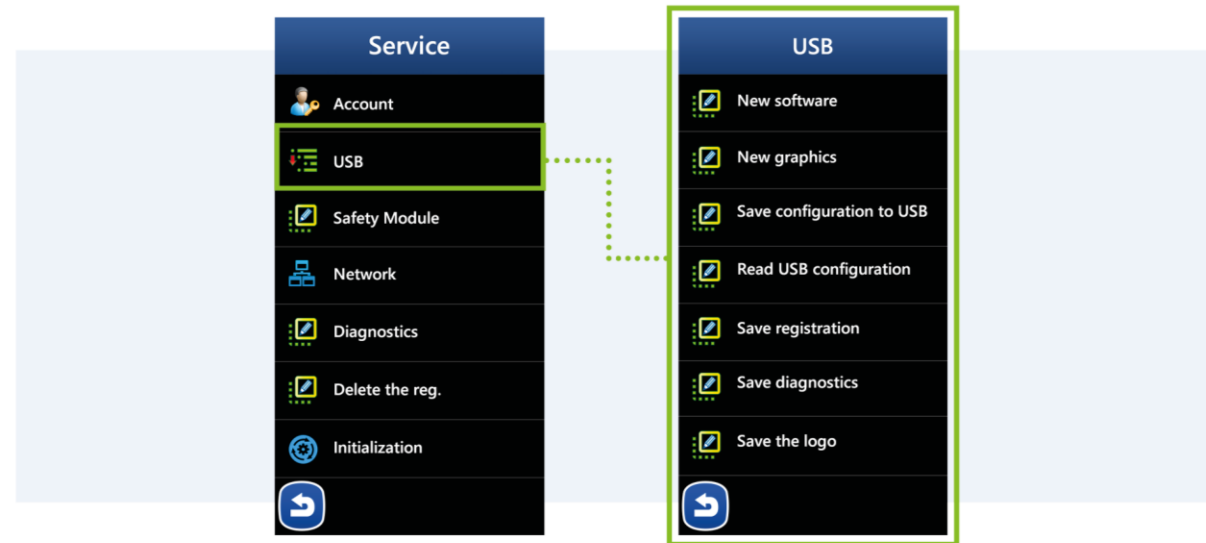 Service
Account
USB
Safety Module
Network
Diagnostics
Delete the reg.
Initialization
USB
New software
New graphics
Save configuration to USB
Read USB configuration
Save registration
Save diagnostics
Save the logo